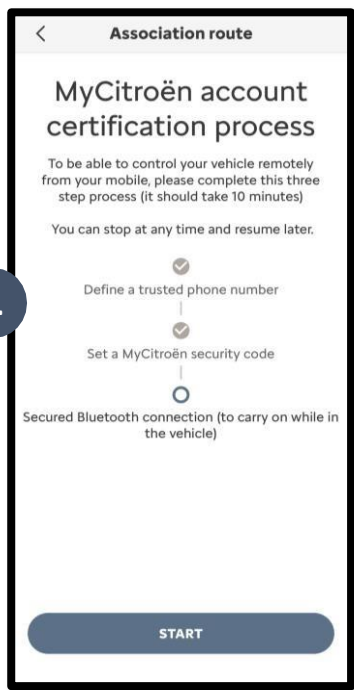 Association route
MyCitroën account
certification process
To be able to control your vehicle remotely
from your mobile, please complete this three
step process (it should take 10 minutes)
You can stop at any time and resume later.
Define a trusted phone number
Set a MyCitroën security code
Secured Bluetooth connection (to carry on while in
the vehicle)
START